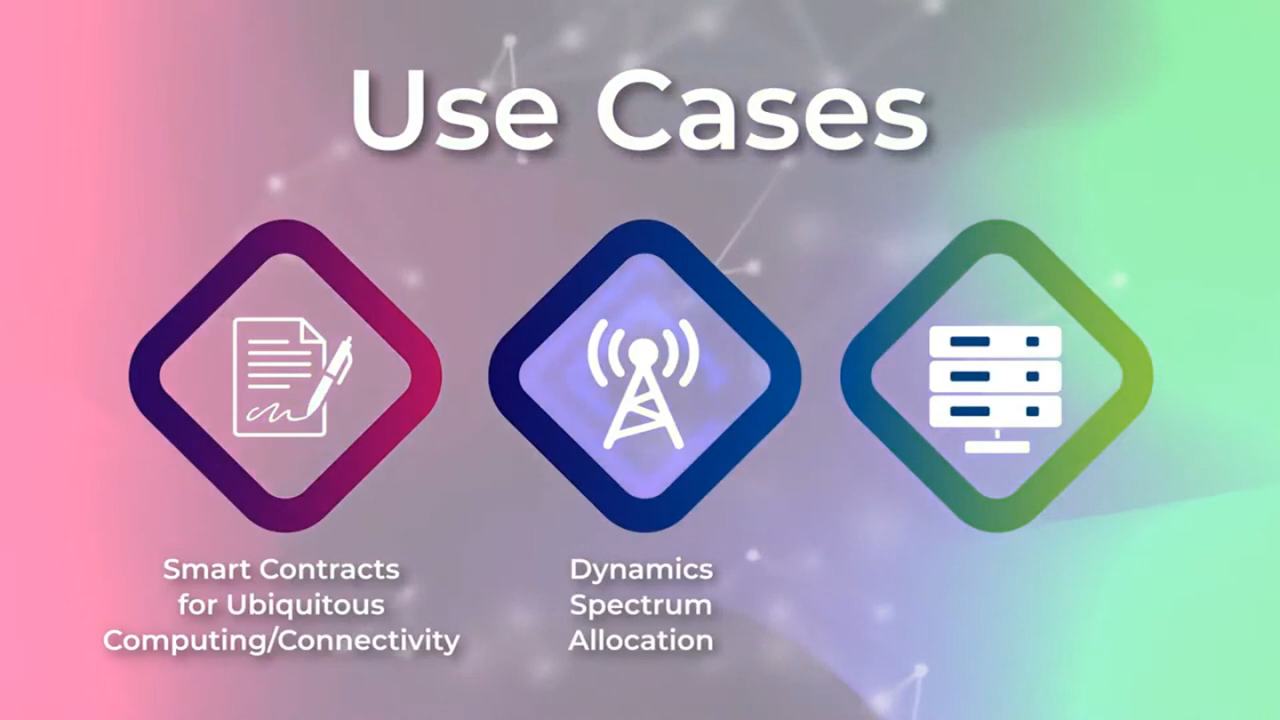 Use Cases
Smart Contracts
for Ubiquitous
Computing/Connectivity
Dynamics
Spectrum
Allocation